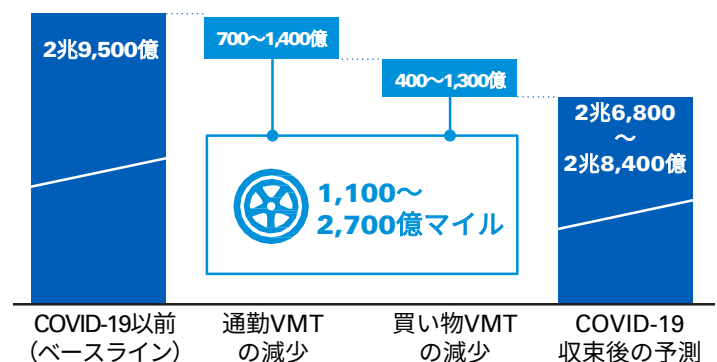 2兆9,500億
700～1,400億
400～1,300億
2兆6,800
～
2兆8,400億
1,100～
2,700億マイル
COVID-19以前
（ベースライン）
通勤VMT
の減少
買い物VMT
の減少
COVID-19
収束後の予測